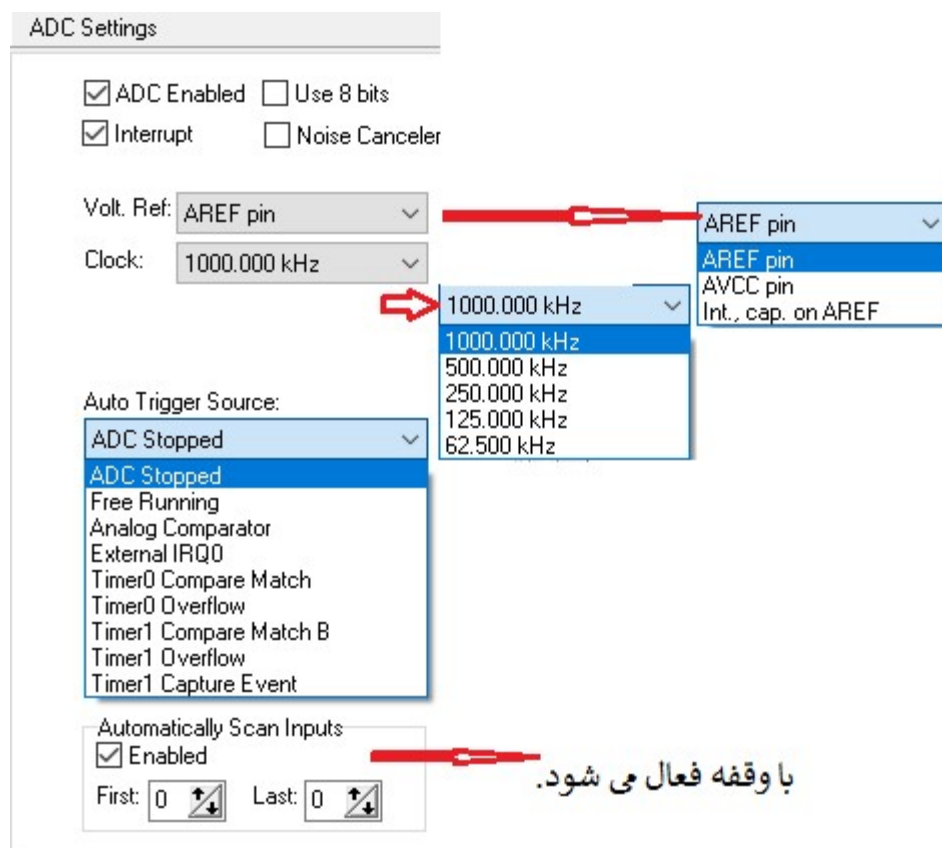 ADC Settings
ADC Enabled Use 8 bits
Interrupt Noise Canceler
Volt. Ref: AREF pin
Clock: 1000.000 kHz
AREF pin
AREF pin
AVCC pin
Int., cap. on AREF
1000.000 kHz
1000.000 kHz
500.000 kHz
250.000 kHz
125.000 kHz
62.500 kHz
Auto Trigger Source:
ADC Stopped
ADC Stopped
Free Running
Analog Comparator
External IRQ0
Timer0 Compare Match
Timer0 Overflow
Timer1 Compare Match B
Timer1 Overflow
Timer1 Capture Event
Automatically Scan Inputs
Enabled
First: 0 Last: 0
با وقفه فعال می شود.